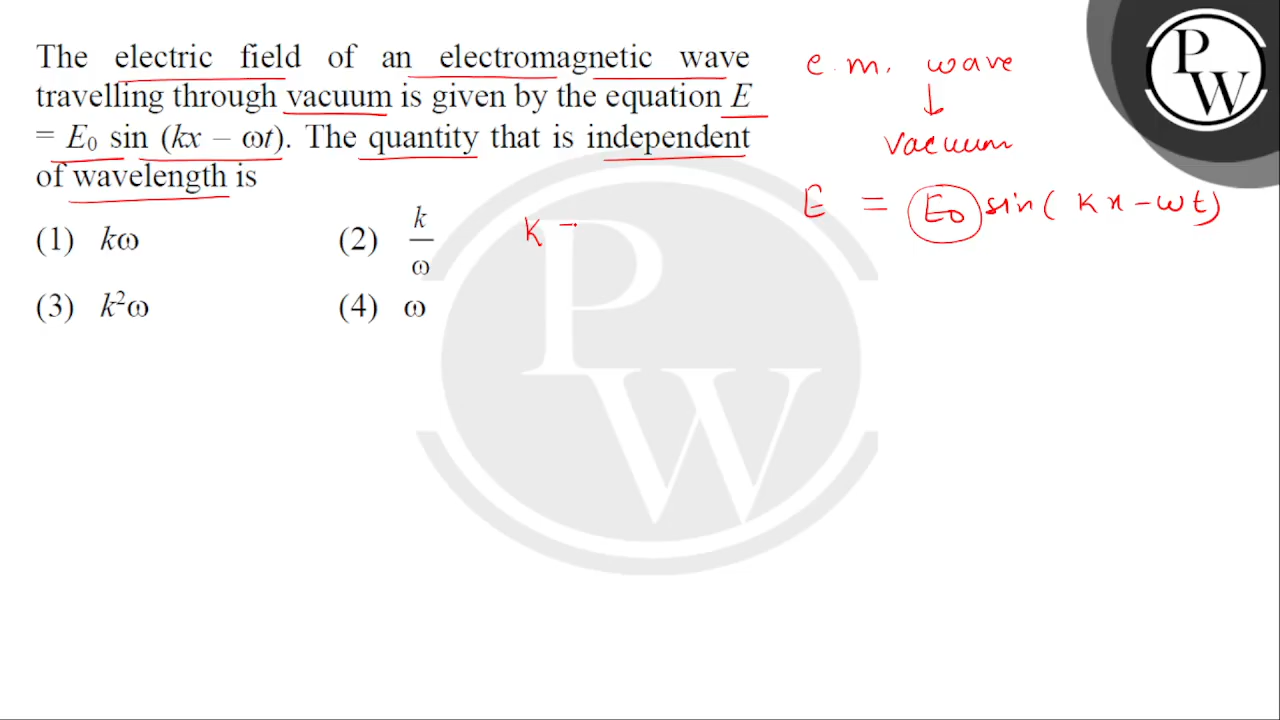 The electric field of an electromagnetic wave
travelling through vacuum is given by the equation E
= E₀ sin (kx – ωt). The quantity that is independent
of wavelength is
(1) kω (2) k/ω
(3) k²ω (4) ω
K =
e.m. wave
↓
vacuum
E = E₀ sin( Kx – ωt)
PW
PW